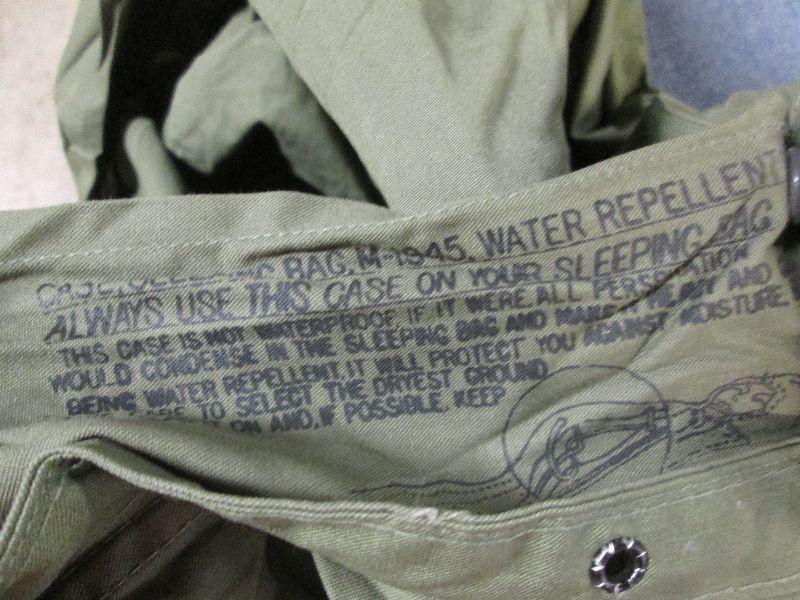 CASE, SLEEPING BAG, M-1945, WATER REPELLENT
ALWAYS USE THIS CASE ON YOUR SLEEPING BAG
THIS CASE IS NOT WATERPROOF. IF IT WERE, ALL PERSPIRATION
WOULD CONDENSE IN THE SLEEPING BAG AND MAKE IT HEAVY AND
BEING WATER REPELLENT, IT WILL PROTECT YOU AGAINST MOISTURE
TO SELECT THE DRYEST GROUND
ON AND, IF POSSIBLE, KEEP